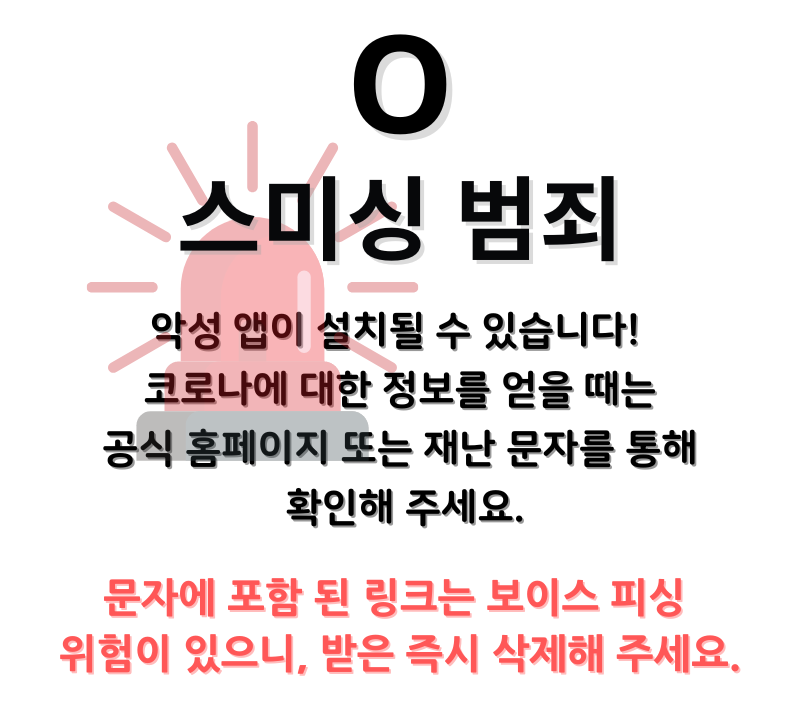 O
스미싱 범죄
악성 앱이 설치될 수 있습니다!
코로나에 대한 정보를 얻을 때는
공식 홈페이지 또는 재난 문자를 통해
확인해 주세요.
문자에 포함 된 링크는 보이스 피싱
위험이 있으니, 받은 즉시 삭제해 주세요.